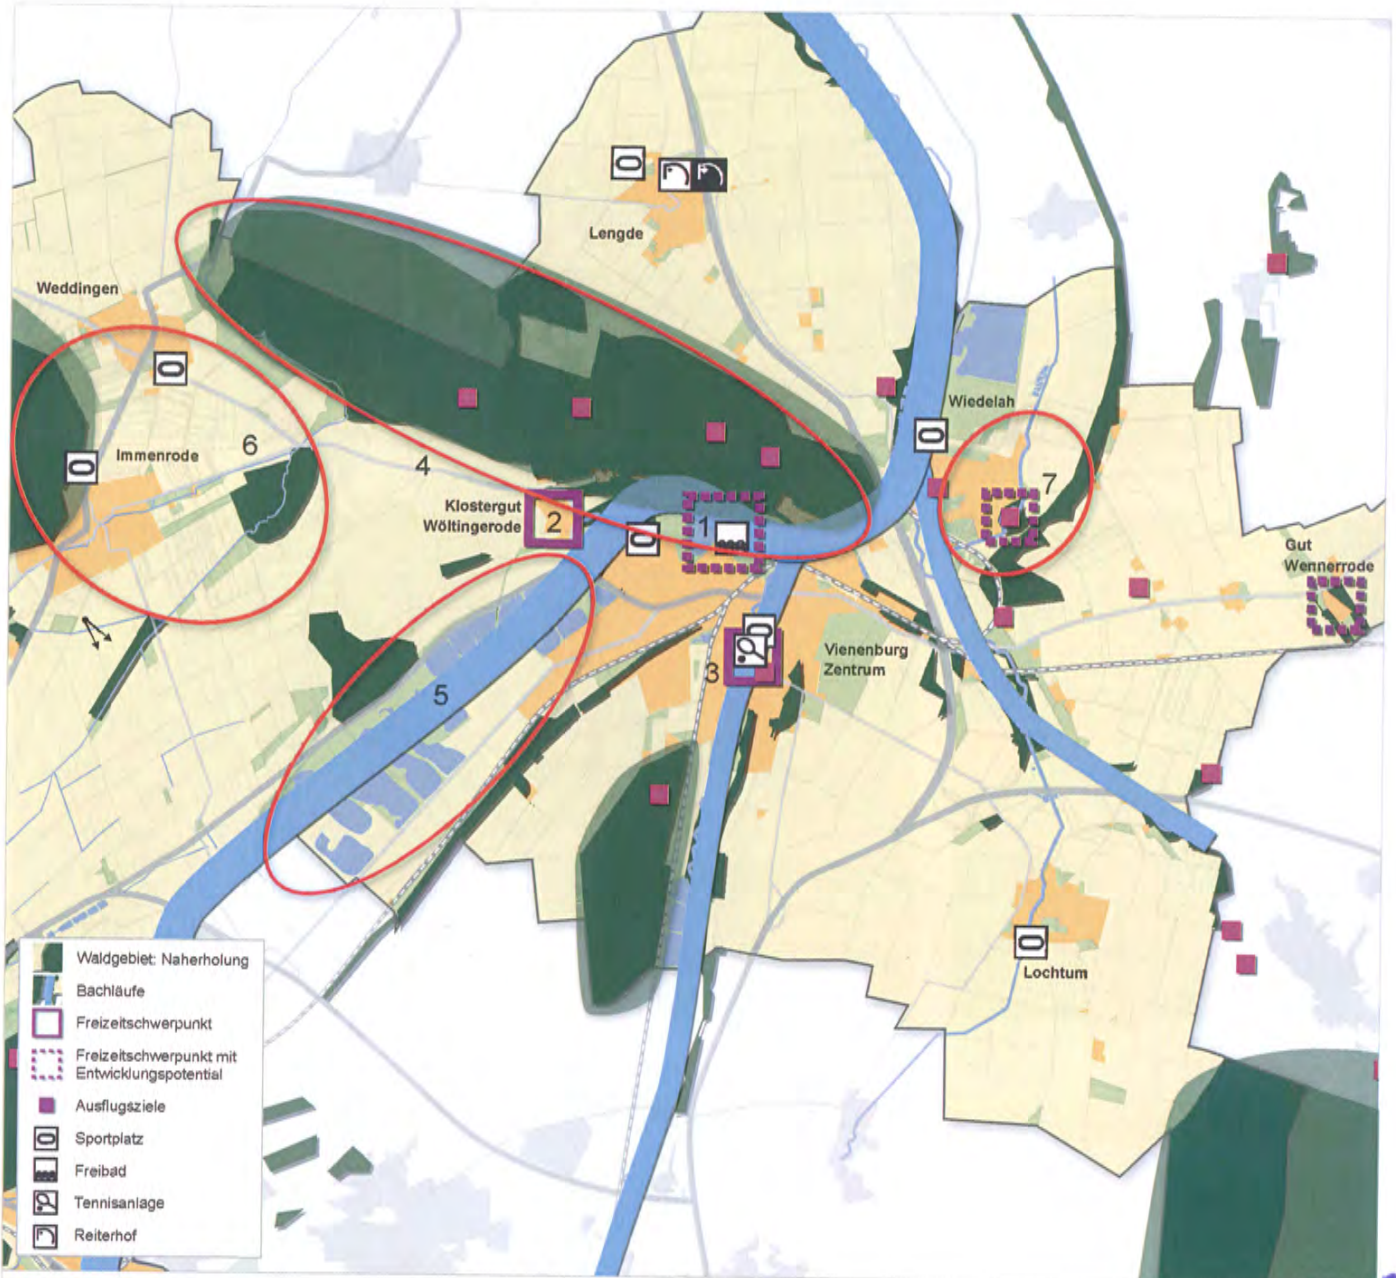 Lengde
Weddingen
Wiedelah
6
Immenrode
4
7
Klostergut
Wöltingerode
2
1
Gut
Wennerrode
Vienenburg
Zentrum
3
5
Lochtum
Waldgebiet: Naherholung
Bachläufe
Freizeitschwerpunkt
Freizeitschwerpunkt mit
Entwicklungspotential
Ausflugsziele
Sportplatz
Freibad
Tennisanlage
Reiterhof